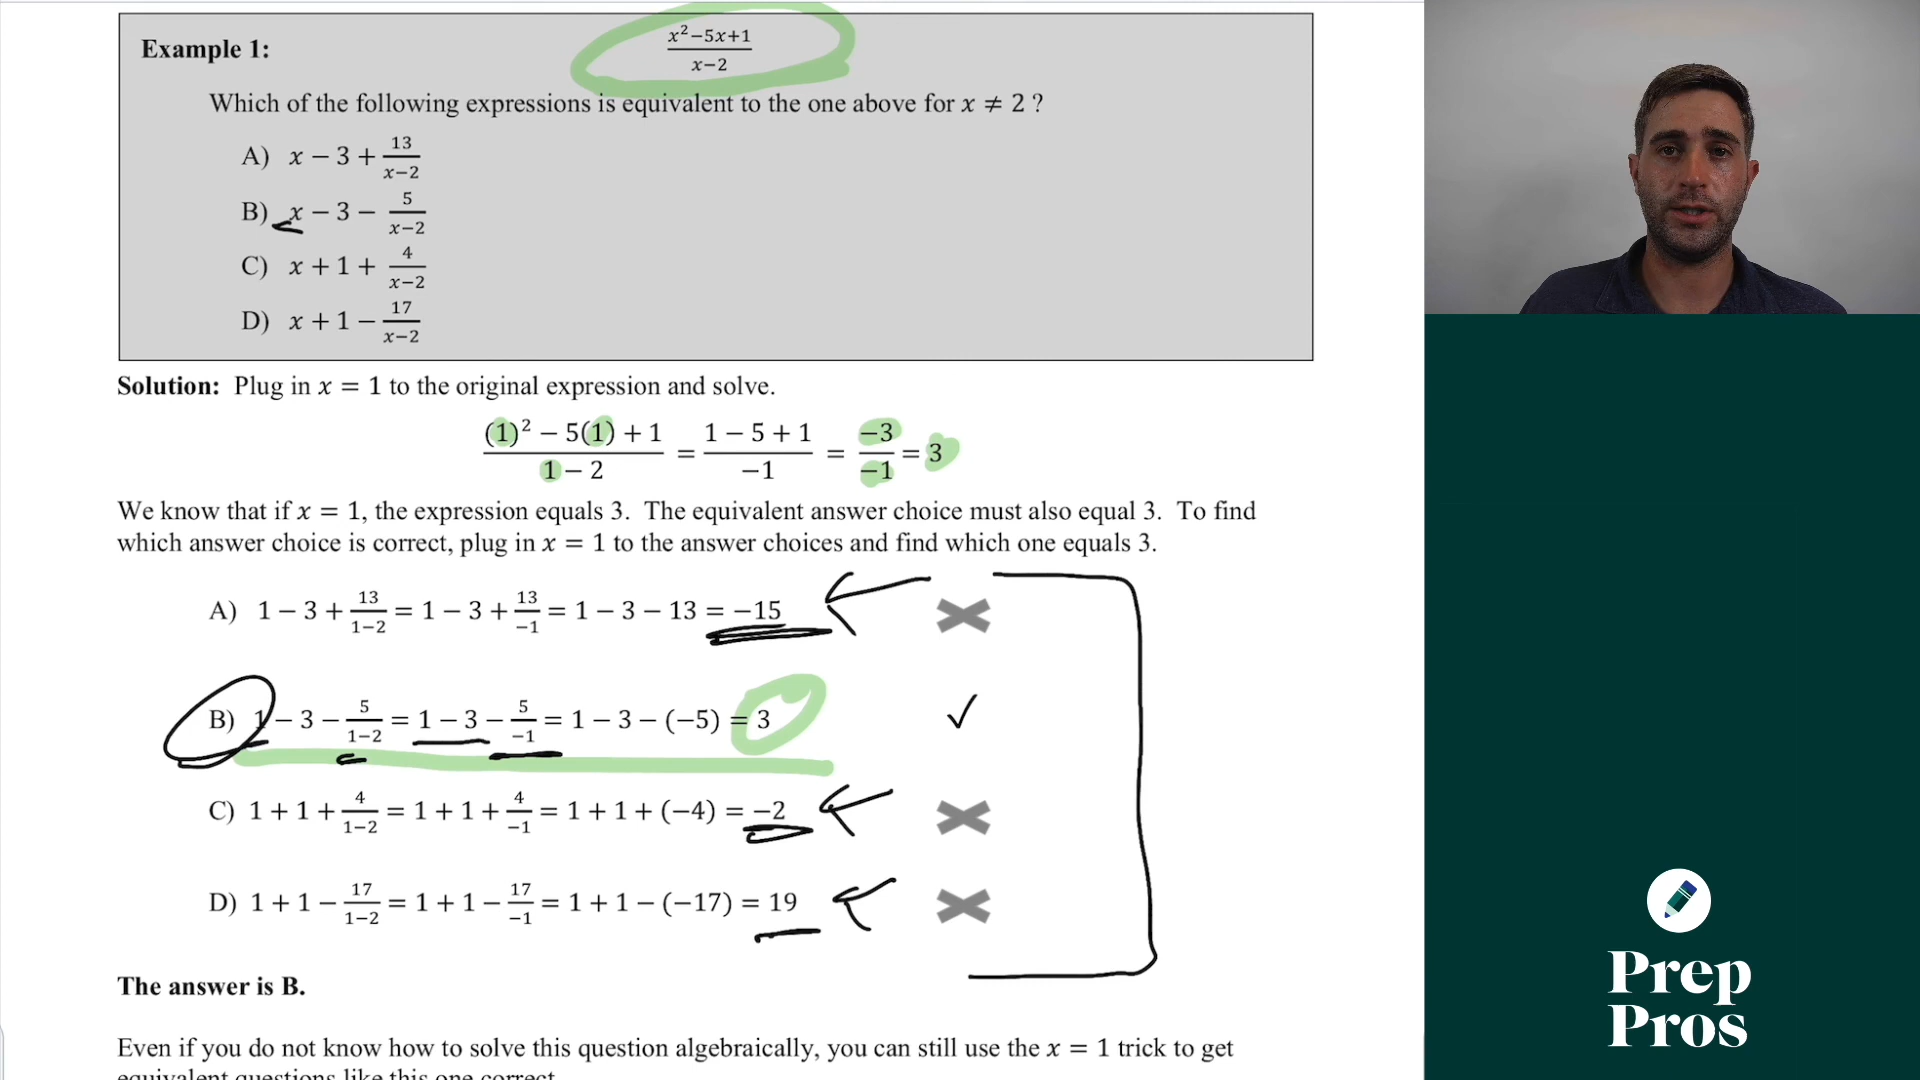 Example 1:
x²−5x+1
x−2
Which of the following expressions is equivalent to the one above for x ≠ 2 ?
A) x − 3 + 13/x−2
B) x − 3 − 5/x−2
C) x + 1 + 4/x−2
D) x + 1 − 17/x−2
Solution: Plug in x = 1 to the original expression and solve.
(1)² − 5(1) + 1/1 − 2 = 1 − 5 + 1/−1 = −3/−1 = 3
We know that if x = 1, the expression equals 3. The equivalent answer choice must also equal 3. To find
which answer choice is correct, plug in x = 1 to the answer choices and find which one equals 3.
A) 1 − 3 + 13/1−2 = 1 − 3 + 13/−1 = 1 − 3 − 13 = −15
B) 1 − 3 − 5/1−2 = 1 − 3 − 5/−1 = 1 − 3 − (−5) = 3
C) 1 + 1 + 4/1−2 = 1 + 1 + 4/−1 = 1 + 1 + (−4) = −2
D) 1 + 1 − 17/1−2 = 1 + 1 − 17/−1 = 1 + 1 − (−17) = 19
The answer is B.
Even if you do not know how to solve this question algebraically, you can still use the x = 1 trick to get
equivalent questions like this one correct.
Prep
Pros